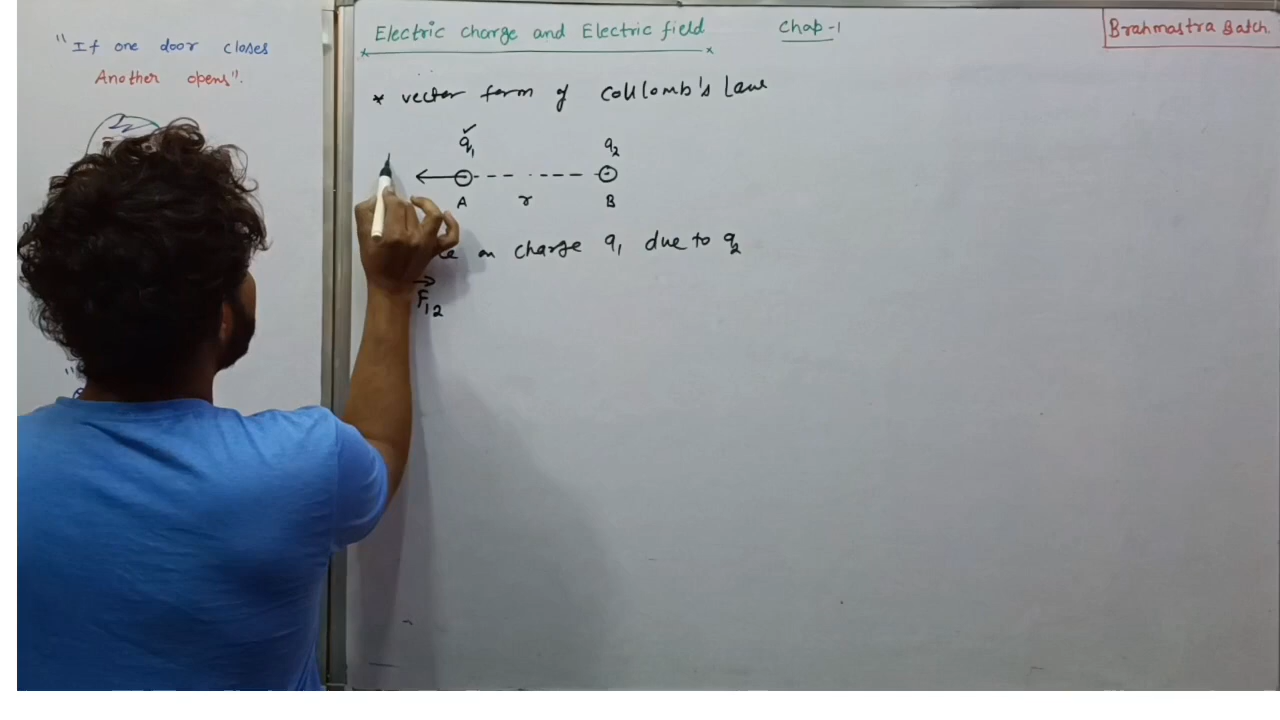 "If one door closes
Another opens".
Electric charge and Electric field
Chap-1
Brahmastra Batch.
* vector form of Coulomb's Law
q1 q2
A r B
on charge q1 due to q2
F12